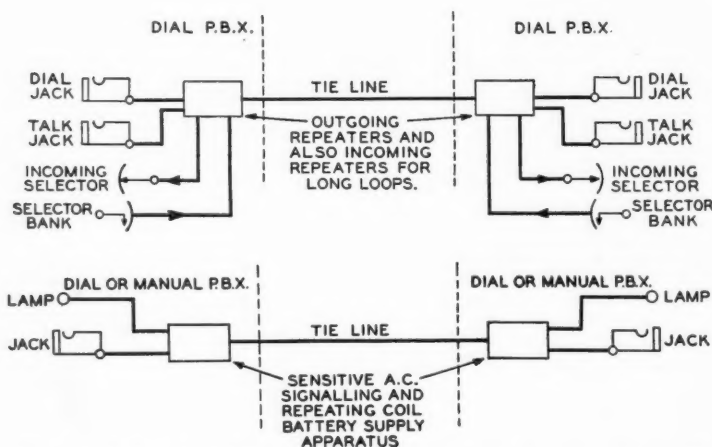 DIAL P.B.X.
DIAL P.B.X.
DIAL
JACK
TIE LINE
DIAL
JACK
TALK
JACK
OUTGOING
REPEATERS AND
ALSO INCOMING
REPEATERS FOR
LONG LOOPS.
TALK
JACK
INCOMING
SELECTOR
INCOMING
SELECTOR
SELECTOR
BANK
SELECTOR
BANK
DIAL OR MANUAL P.B.X.
DIAL OR MANUAL P.B.X.
LAMP
LAMP
JACK
TIE LINE
JACK
SENSITIVE A.C.
SIGNALLING AND
REPEATING COIL
BATTERY SUPPLY
APPARATUS